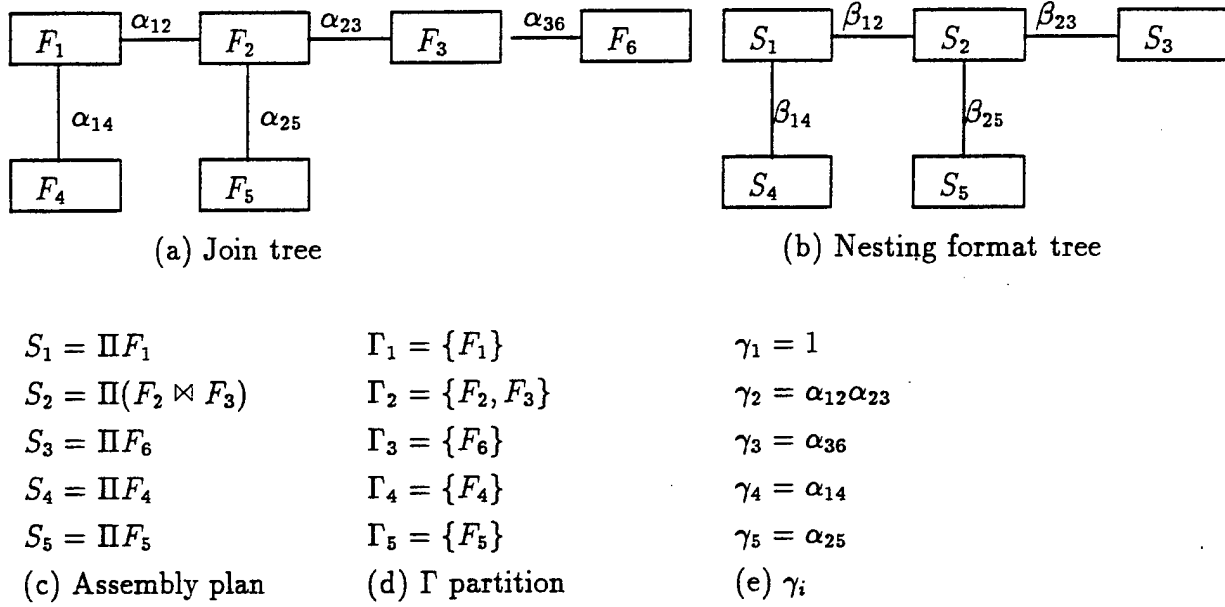 F₁ α₁₂ F₂ α₂₃ F₃ α₃₆ F₆
α₁₄ α₂₅
F₄ F₅
(a) Join tree
S₁ β₁₂ S₂ β₂₃ S₃
β₁₄ β₂₅
S₄ S₅
(b) Nesting format tree
S₁ = ΠF₁
S₂ = Π(F₂ ⋈ F₃)
S₃ = ΠF₆
S₄ = ΠF₄
S₅ = ΠF₅
(c) Assembly plan
Γ₁ = {F₁}
Γ₂ = {F₂, F₃}
Γ₃ = {F₆}
Γ₄ = {F₄}
Γ₅ = {F₅}
(d) Γ partition
γ₁ = 1
γ₂ = α₁₂α₂₃
γ₃ = α₃₆
γ₄ = α₁₄
γ₅ = α₂₅
(e) γᵢ